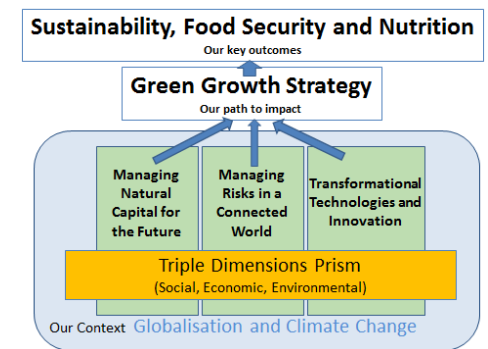 Sustainability, Food Security and Nutrition
Our key outcomes
Green Growth Strategy
Our path to impact
Managing
Natural
Capital for
the Future
Managing
Risks in a
Connected
World
Transformational
Technologies and
Innovation
Triple Dimensions Prism
(Social, Economic, Environmental)
Our Context Globalisation and Climate Change